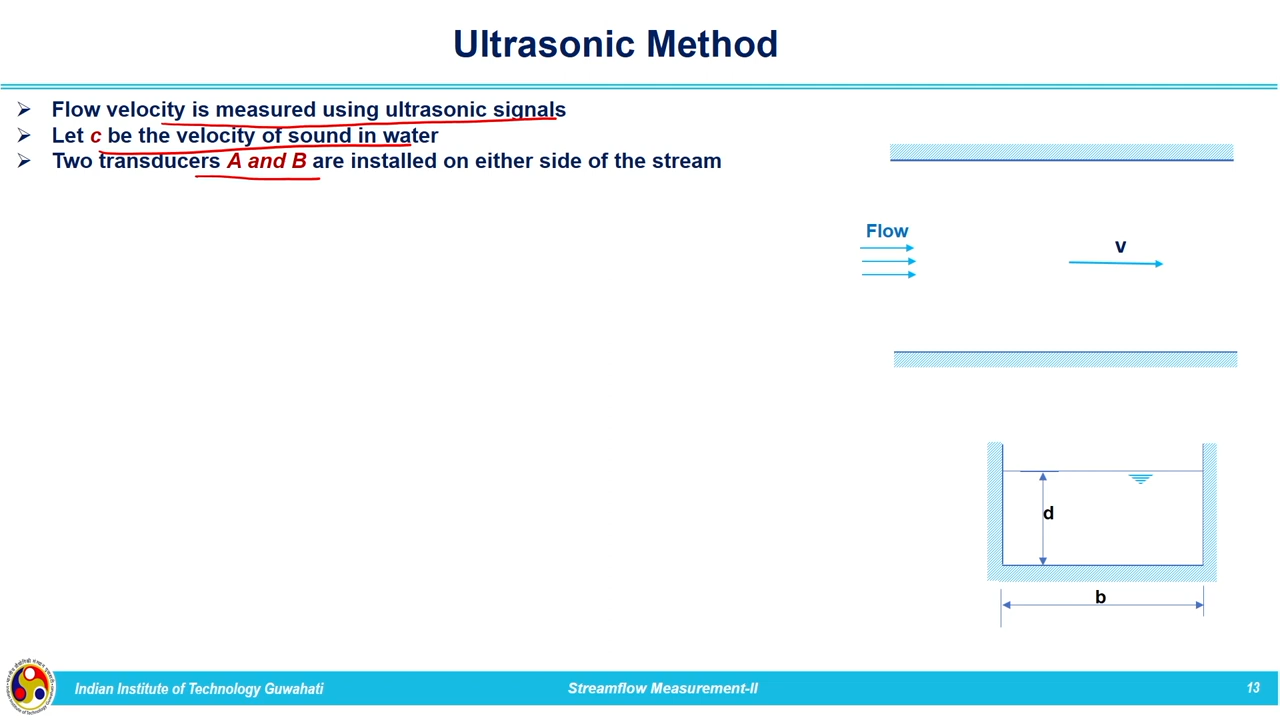 Ultrasonic Method
➢ Flow velocity is measured using ultrasonic signals
➢ Let c be the velocity of sound in water
➢ Two transducers A and B are installed on either side of the stream
Flow
v
d
b
Indian Institute of Technology Guwahati
Streamflow Measurement-II
13